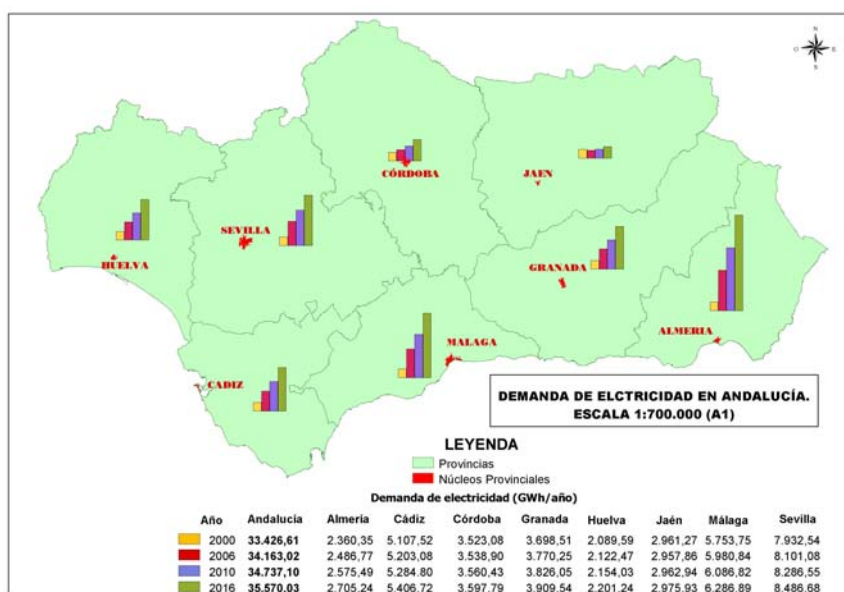 N
O E
S
CÓRDOBA
JAEN
SEVILLA
HUELVA
GRANADA
ALMERIA
MALAGA
CADIZ
DEMANDA DE ELCTRICIDAD EN ANDALUCÍA.
ESCALA 1:700.000 (A1)
LEYENDA
Provincias
Núcleos Provinciales
Demanda de electricidad (GWh/año)
Año Andalucía Almería Cádiz Córdoba Granada Huelva Jaén Málaga Sevilla
2000 33.426,61 2.360,35 5.107,52 3.523,08 3.698,51 2.089,59 2.961,27 5.753,75 7.932,54
2006 34.163,02 2.486,77 5.203,08 3.538,90 3.770,25 2.122,47 2.957,86 5.980,84 8.101,08
2010 34.737,10 2.575,49 5.284,80 3.560,43 3.826,05 2.154,03 2.962,94 6.086,82 8.286,55
2016 35.570,03 2.705,24 5.406,72 3.597,79 3.909,54 2.201,24 2.975,93 6.286,89 8.486,68